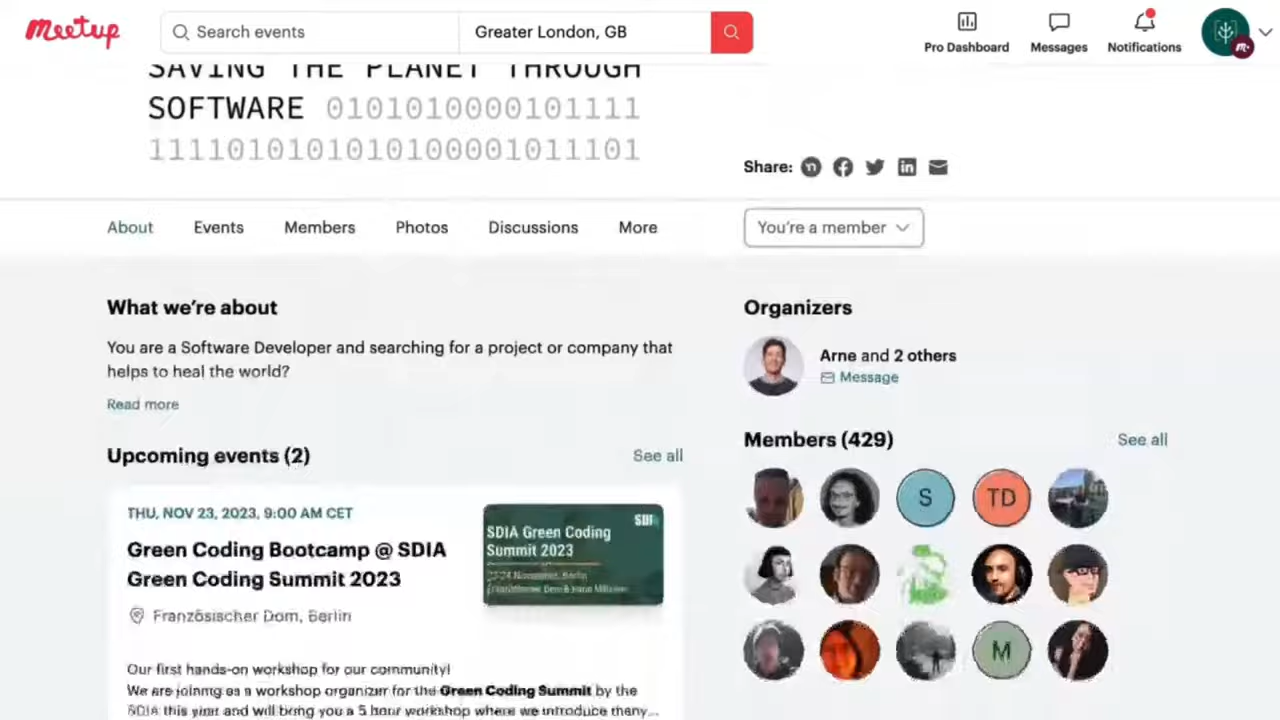 Meetup
Search events
Greater London, GB
Pro Dashboard
Messages
Notifications
SAVING THE PLANET THROUGH
SOFTWARE 0101010000101111
11110101010101000010111​01
Share:
About
Events
Members
Photos
Discussions
More
You're a member
What we're about
You are a Software Developer and searching for a project or company that
helps to heal the world?
Read more
Upcoming events (2)
See all
THU, NOV 23, 2023, 9:00 AM CET
Green Coding Bootcamp @ SDIA
Green Coding Summit 2023
Französischer Dom, Berlin
Our first hands-on workshop for our community!
We are joining as a workshop organizer for the Green Coding Summit by the
SDIA this year and will bring you a 5 hour workshop where we introduce many...
SDIA Green Coding
Summit 2023
Organizers
Arne and 2 others
Message
Members (429)
See all
S
TD
M